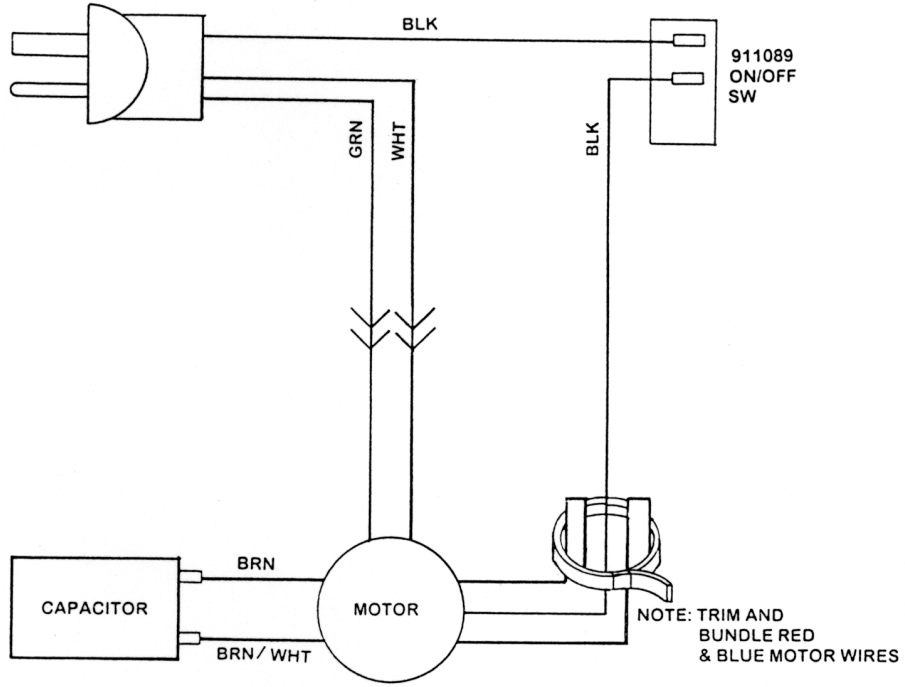 BLK
911089
ON/OFF
SW
GRN
WHT
BLK
BRN
CAPACITOR
MOTOR
BRN/WHT
NOTE: TRIM AND
BUNDLE RED
& BLUE MOTOR WIRES